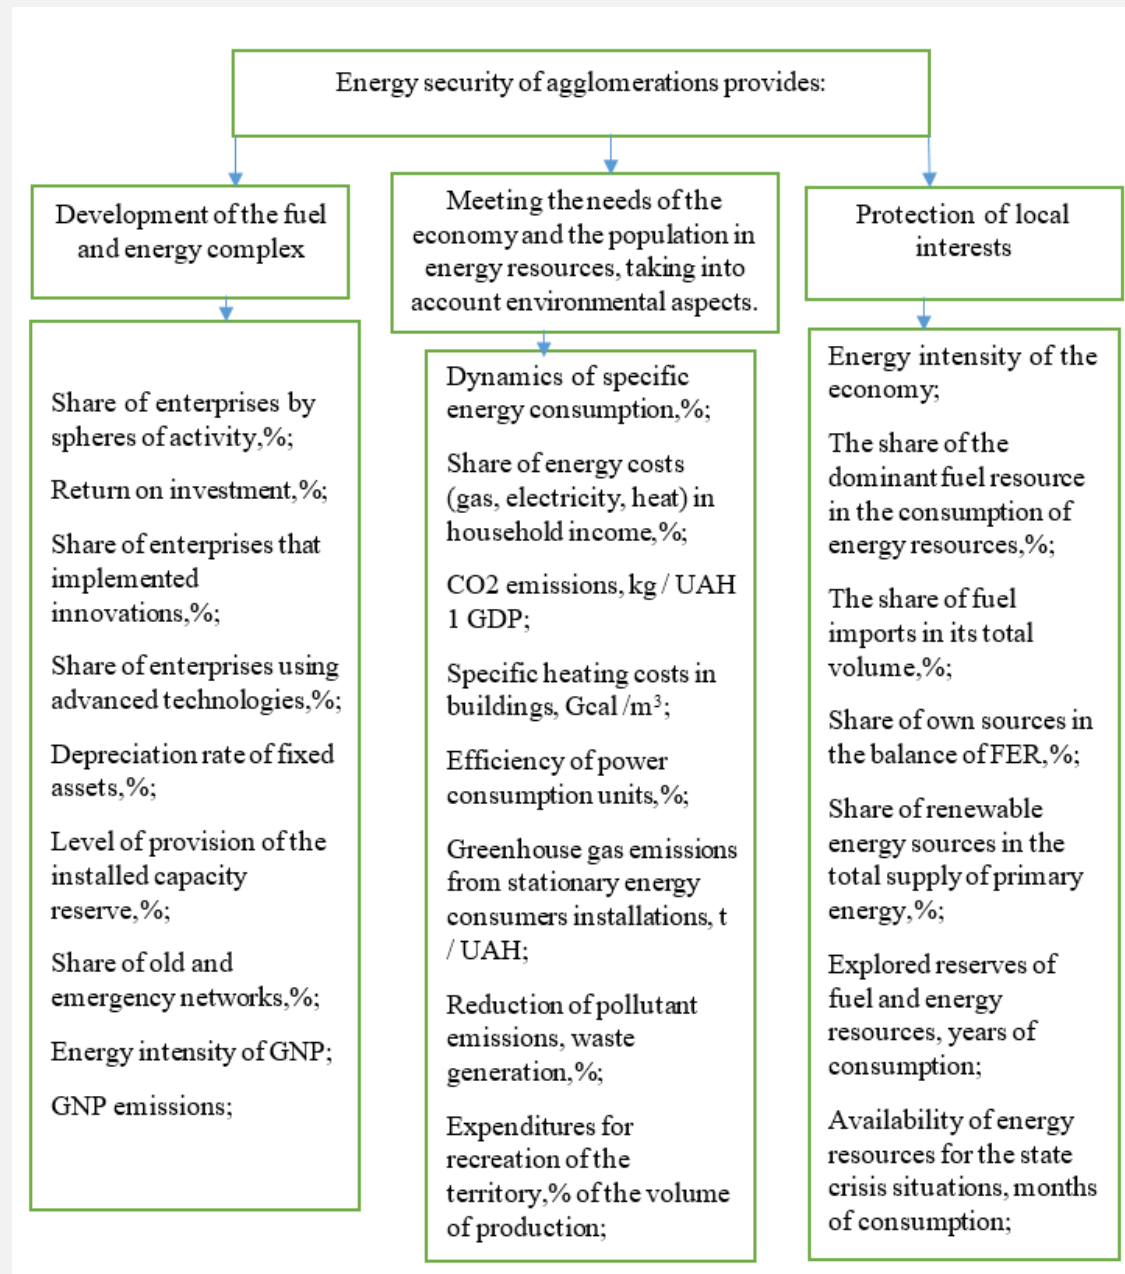 Energy security of agglomerations provides:
Development of the fuel
and energy complex
Meeting the needs of the
economy and the population in
energy resources, taking into
account environmental aspects.
Protection of local
interests
Share of enterprises by
spheres of activity,%;
Return on investment,%;
Share of enterprises that
implemented
innovations,%;
Share of enterprises using
advanced technologies,%;
Depreciation rate of fixed
assets,%;
Level of provision of the
installed capacity
reserve,%;
Share of old and
emergency networks,%;
Energy intensity of GNP;
GNP emissions;
Dynamics of specific
energy consumption,%;
Share of energy costs
(gas, electricity, heat) in
household income,%;
CO2 emissions, kg / UAH
1 GDP;
Specific heating costs in
buildings, Gcal /m³;
Efficiency of power
consumption units,%;
Greenhouse gas emissions
from stationary energy
consumers installations, t
/ UAH;
Reduction of pollutant
emissions, waste
generation,%;
Expenditures for
recreation of the
territory,% of the volume
of production;
Energy intensity of the
economy;
The share of the
dominant fuel resource
in the consumption of
energy resources,%;
The share of fuel
imports in its total
volume,%;
Share of own sources in
the balance of FER,%;
Share of renewable
energy sources in the
total supply of primary
energy,%;
Explored reserves of
fuel and energy
resources, years of
consumption;
Availability of energy
resources for the state
crisis situations, months
of consumption;